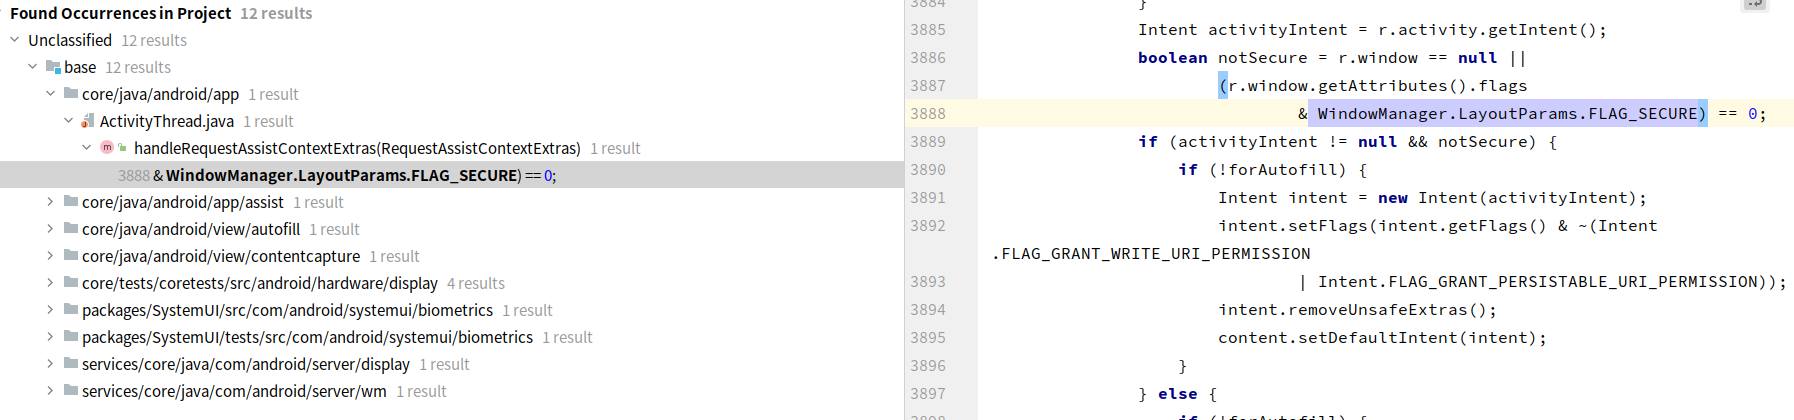 Found Occurrences in Project 12 results
Unclassified 12 results
base 12 results
core/java/android/app 1 result
ActivityThread.java 1 result
m handleRequestAssistContextExtras(RequestAssistContextExtras) 1 result
3888 & WindowManager.LayoutParams.FLAG_SECURE) == 0;
core/java/android/app/assist 1 result
core/java/android/view/autofill 1 result
core/java/android/view/contentcapture 1 result
core/tests/coretests/src/android/hardware/display 4 results
packages/SystemUI/src/com/android/systemui/biometrics 1 result
packages/SystemUI/tests/src/com/android/systemui/biometrics 1 result
services/core/java/com/android/server/display 1 result
services/core/java/com/android/server/wm 1 result
3884 }
3885 Intent activityIntent = r.activity.getIntent();
3886 boolean notSecure = r.window == null ||
3887 (r.window.getAttributes().flags
3888 & WindowManager.LayoutParams.FLAG_SECURE) == 0;
3889 if (activityIntent != null && notSecure) {
3890 if (!forAutofill) {
3891 Intent intent = new Intent(activityIntent);
3892 intent.setFlags(intent.getFlags() & ~(Intent
.FLAG_GRANT_WRITE_URI_PERMISSION
3893 | Intent.FLAG_GRANT_PERSISTABLE_URI_PERMISSION));
3894 intent.removeUnsafeExtras();
3895 content.setDefaultIntent(intent);
3896 }
3897 } else {
3898 if (!forAutofill) {